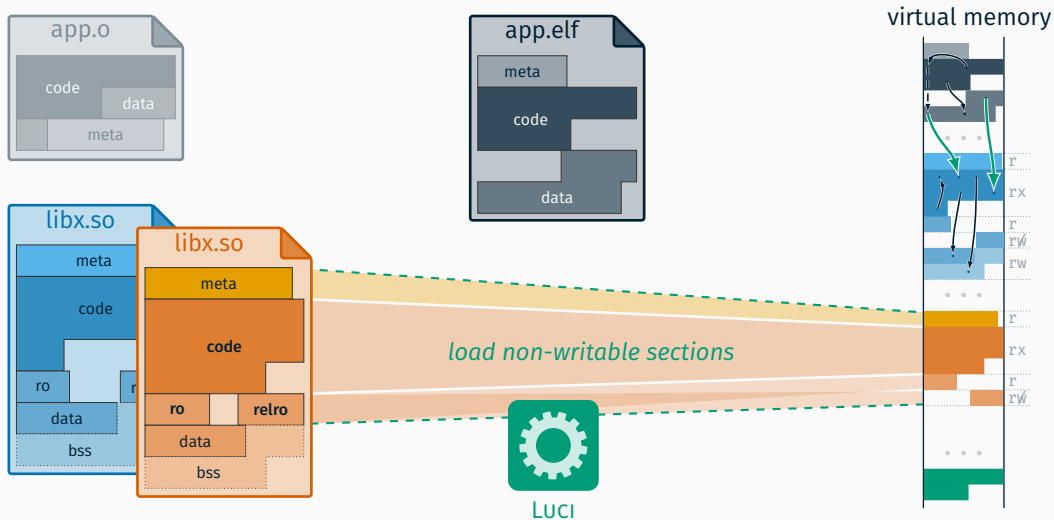 virtual memory
app.o
code
data
meta
app.elf
meta
code
data
libx.so
meta
code
ro
data
bss
libx.so
meta
code
ro
relro
data
bss
load non-writable sections
Luci
r
rx
r
rw
rw
r
rx
r
rw